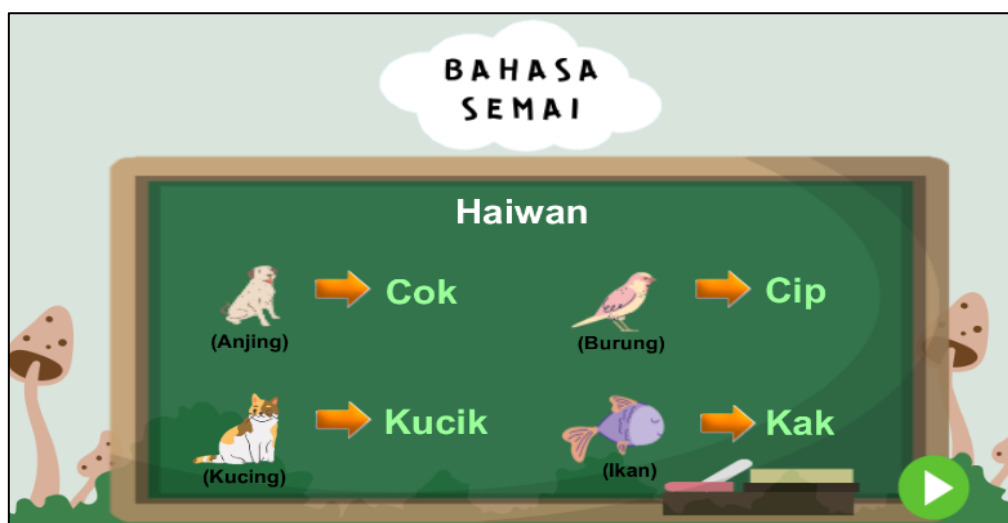 BAHASA
SEMAI
Haiwan
Cok
(Anjing)
Cip
(Burung)
Kucik
(Kucing)
Kak
(Ikan)